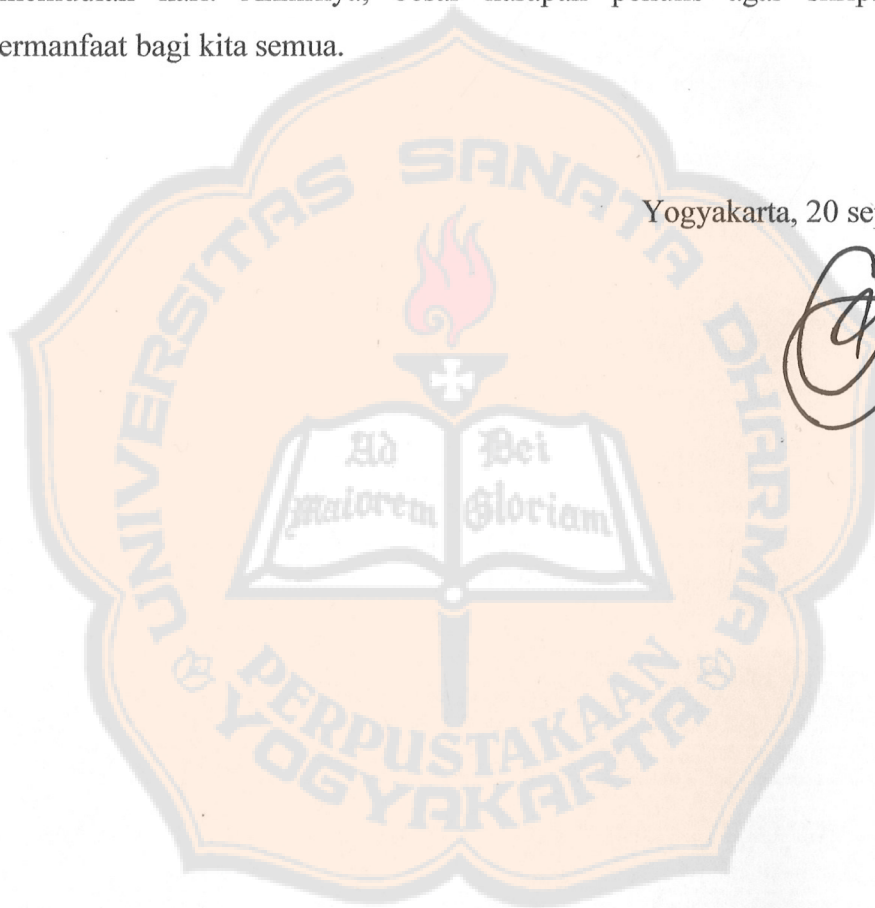 ermanfaat bagi kita semua.
Yogyakarta, 20 se
UNIVERSITAS SANATA DHARMA
Ad Dei
Maiorem Gloriam
PERPUSTAKAAN
YOGYAKARTA